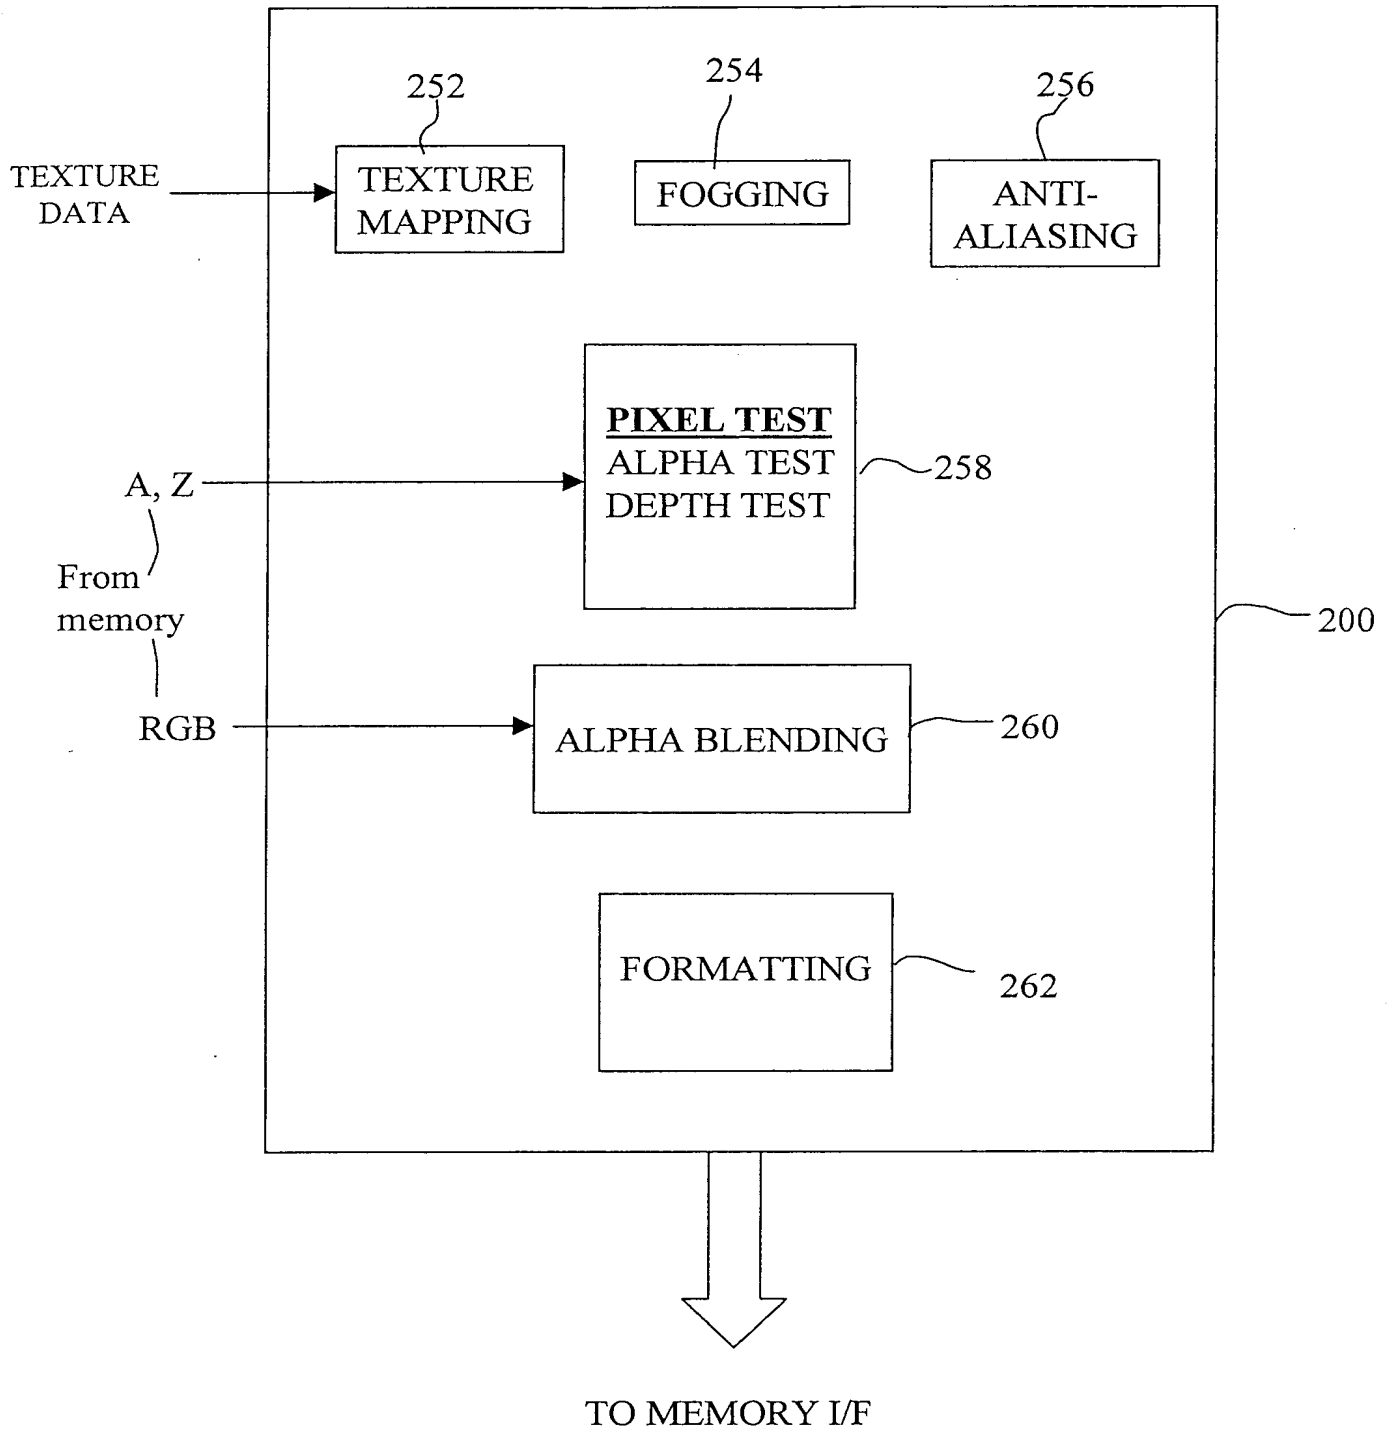 252
254
256
TEXTURE
DATA
TEXTURE
MAPPING
FOGGING
ANTI-
ALIASING
PIXEL TEST
ALPHA TEST
DEPTH TEST
258
A, Z
From
memory
200
RGB
ALPHA BLENDING
260
FORMATTING
262
TO MEMORY I/F